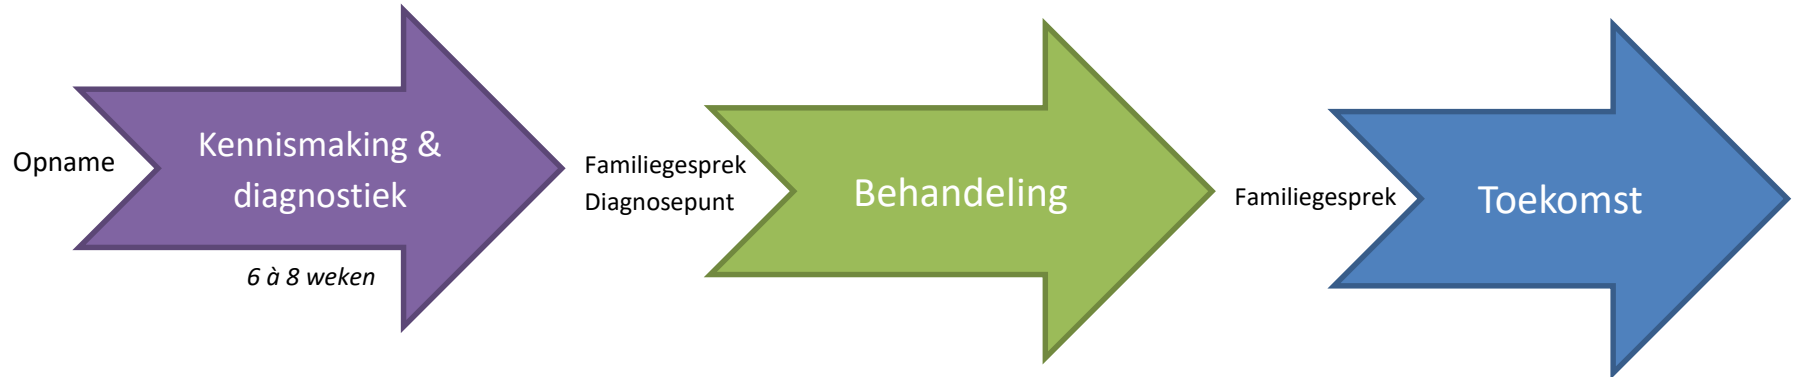 Opname
Kennismaking &
diagnostiek
6 à 8 weken
Familiegesprek
Diagnosepunt
Behandeling
Familiegesprek
Toekomst